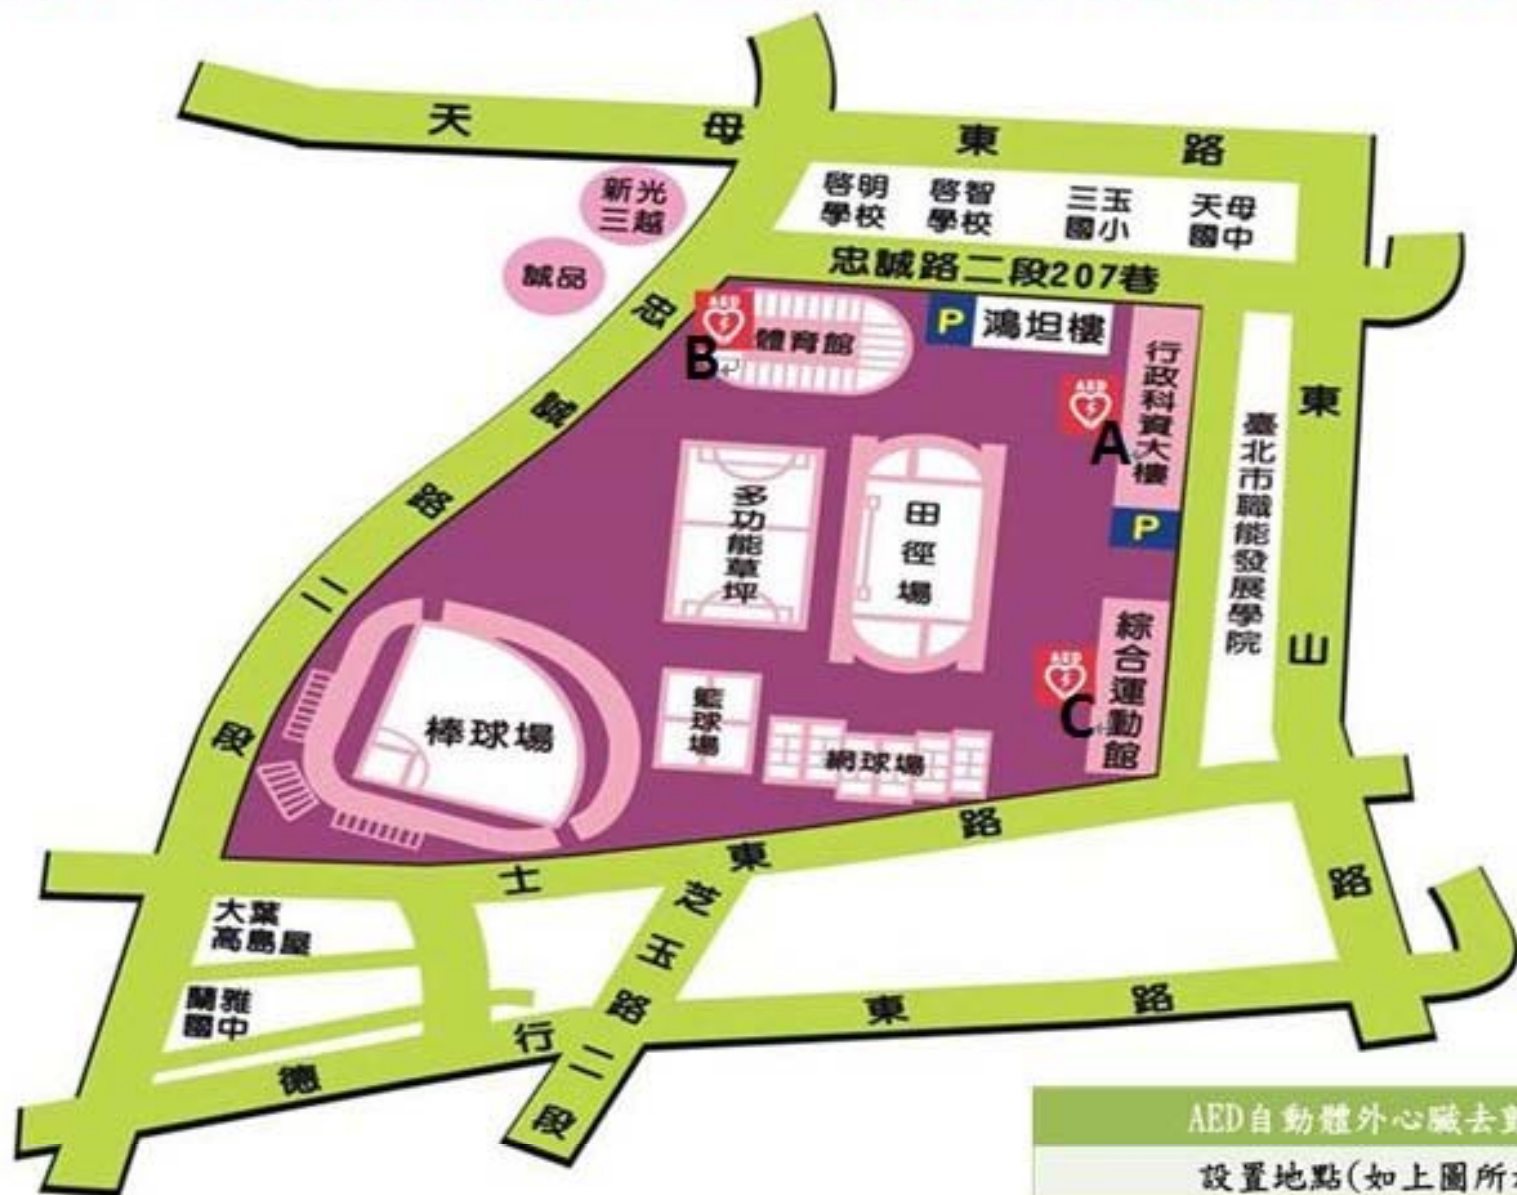 天母東路
新光
三越
誠品
啓明
學校
啓智
學校
三玉
國小
天母
國中
忠誠路二段207巷
忠誠路二段
AED
B
體育館
P
鴻坦樓
行政科資大樓
AED
A
P
東山路
臺北市職能發展學院
多功能草坪
田徑場
AED
C
綜合運動館
棒球場
籃球場
網球場
士東路
芝玉路二段
大葉
高島屋
蘭雅
國中
德行東路
AED自動體外心臟去
設置地點(如上圖所